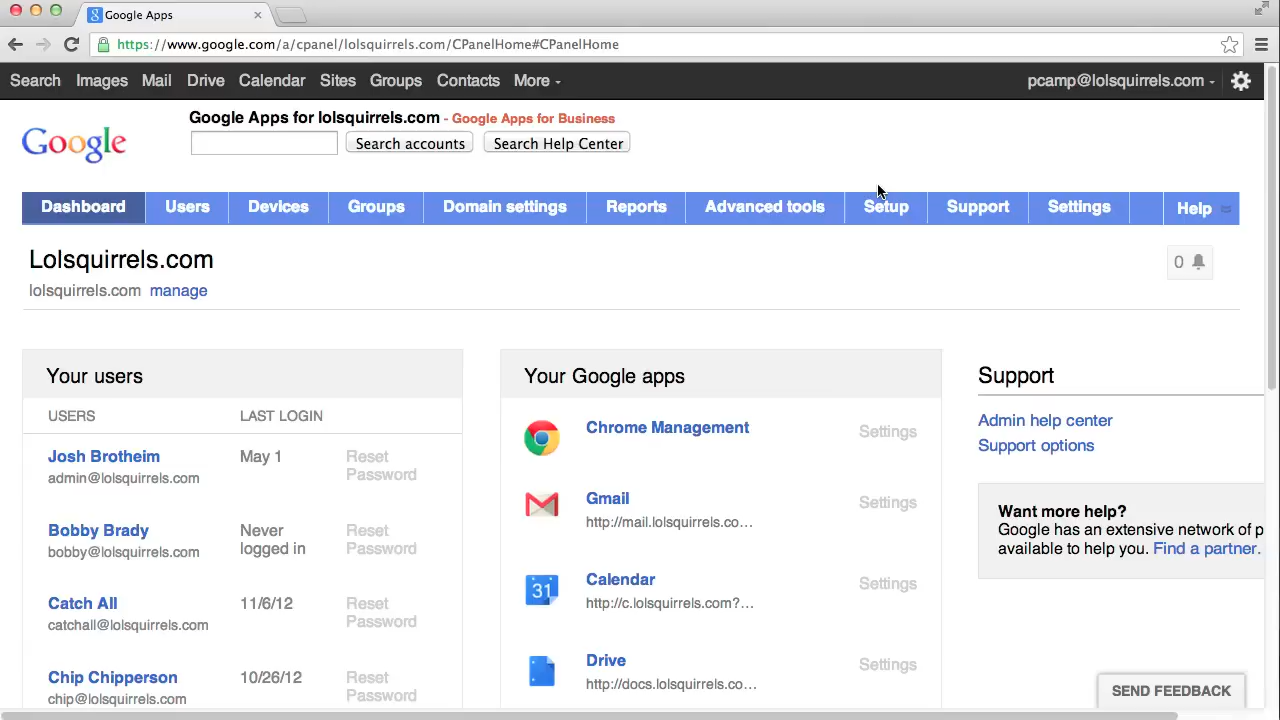 Google Apps
https://www.google.com/a/cpanel/lolsquirrels.com/CPanelHome#CPanelHome
Search Images Mail Drive Calendar Sites Groups Contacts More
pcamp@lolsquirrels.com
Google
Google Apps for lolsquirrels.com - Google Apps for Business
Search accounts Search Help Center
Dashboard Users Devices Groups Domain settings Reports Advanced tools Setup Support Settings Help
Lolsquirrels.com
0
lolsquirrels.com manage
Your users
USERS LAST LOGIN
Josh Brotheim May 1 Reset
Password
admin@lolsquirrels.com
Bobby Brady Never Reset
logged in Password
bobby@lolsquirrels.com
Catch All 11/6/12 Reset
Password
catchall@lolsquirrels.com
Chip Chipperson 10/26/12 Reset
Password
chip@lolsquirrels.com
Your Google apps
Chrome Management Settings
Gmail Settings
http://mail.lolsquirrels.co...
31
Calendar Settings
http://c.lolsquirrels.com?...
Drive Settings
http://docs.lolsquirrels.co...
Support
Admin help center
Support options
Want more help?
Google has an extensive network of p
available to help you. Find a partner.
SEND FEEDBACK